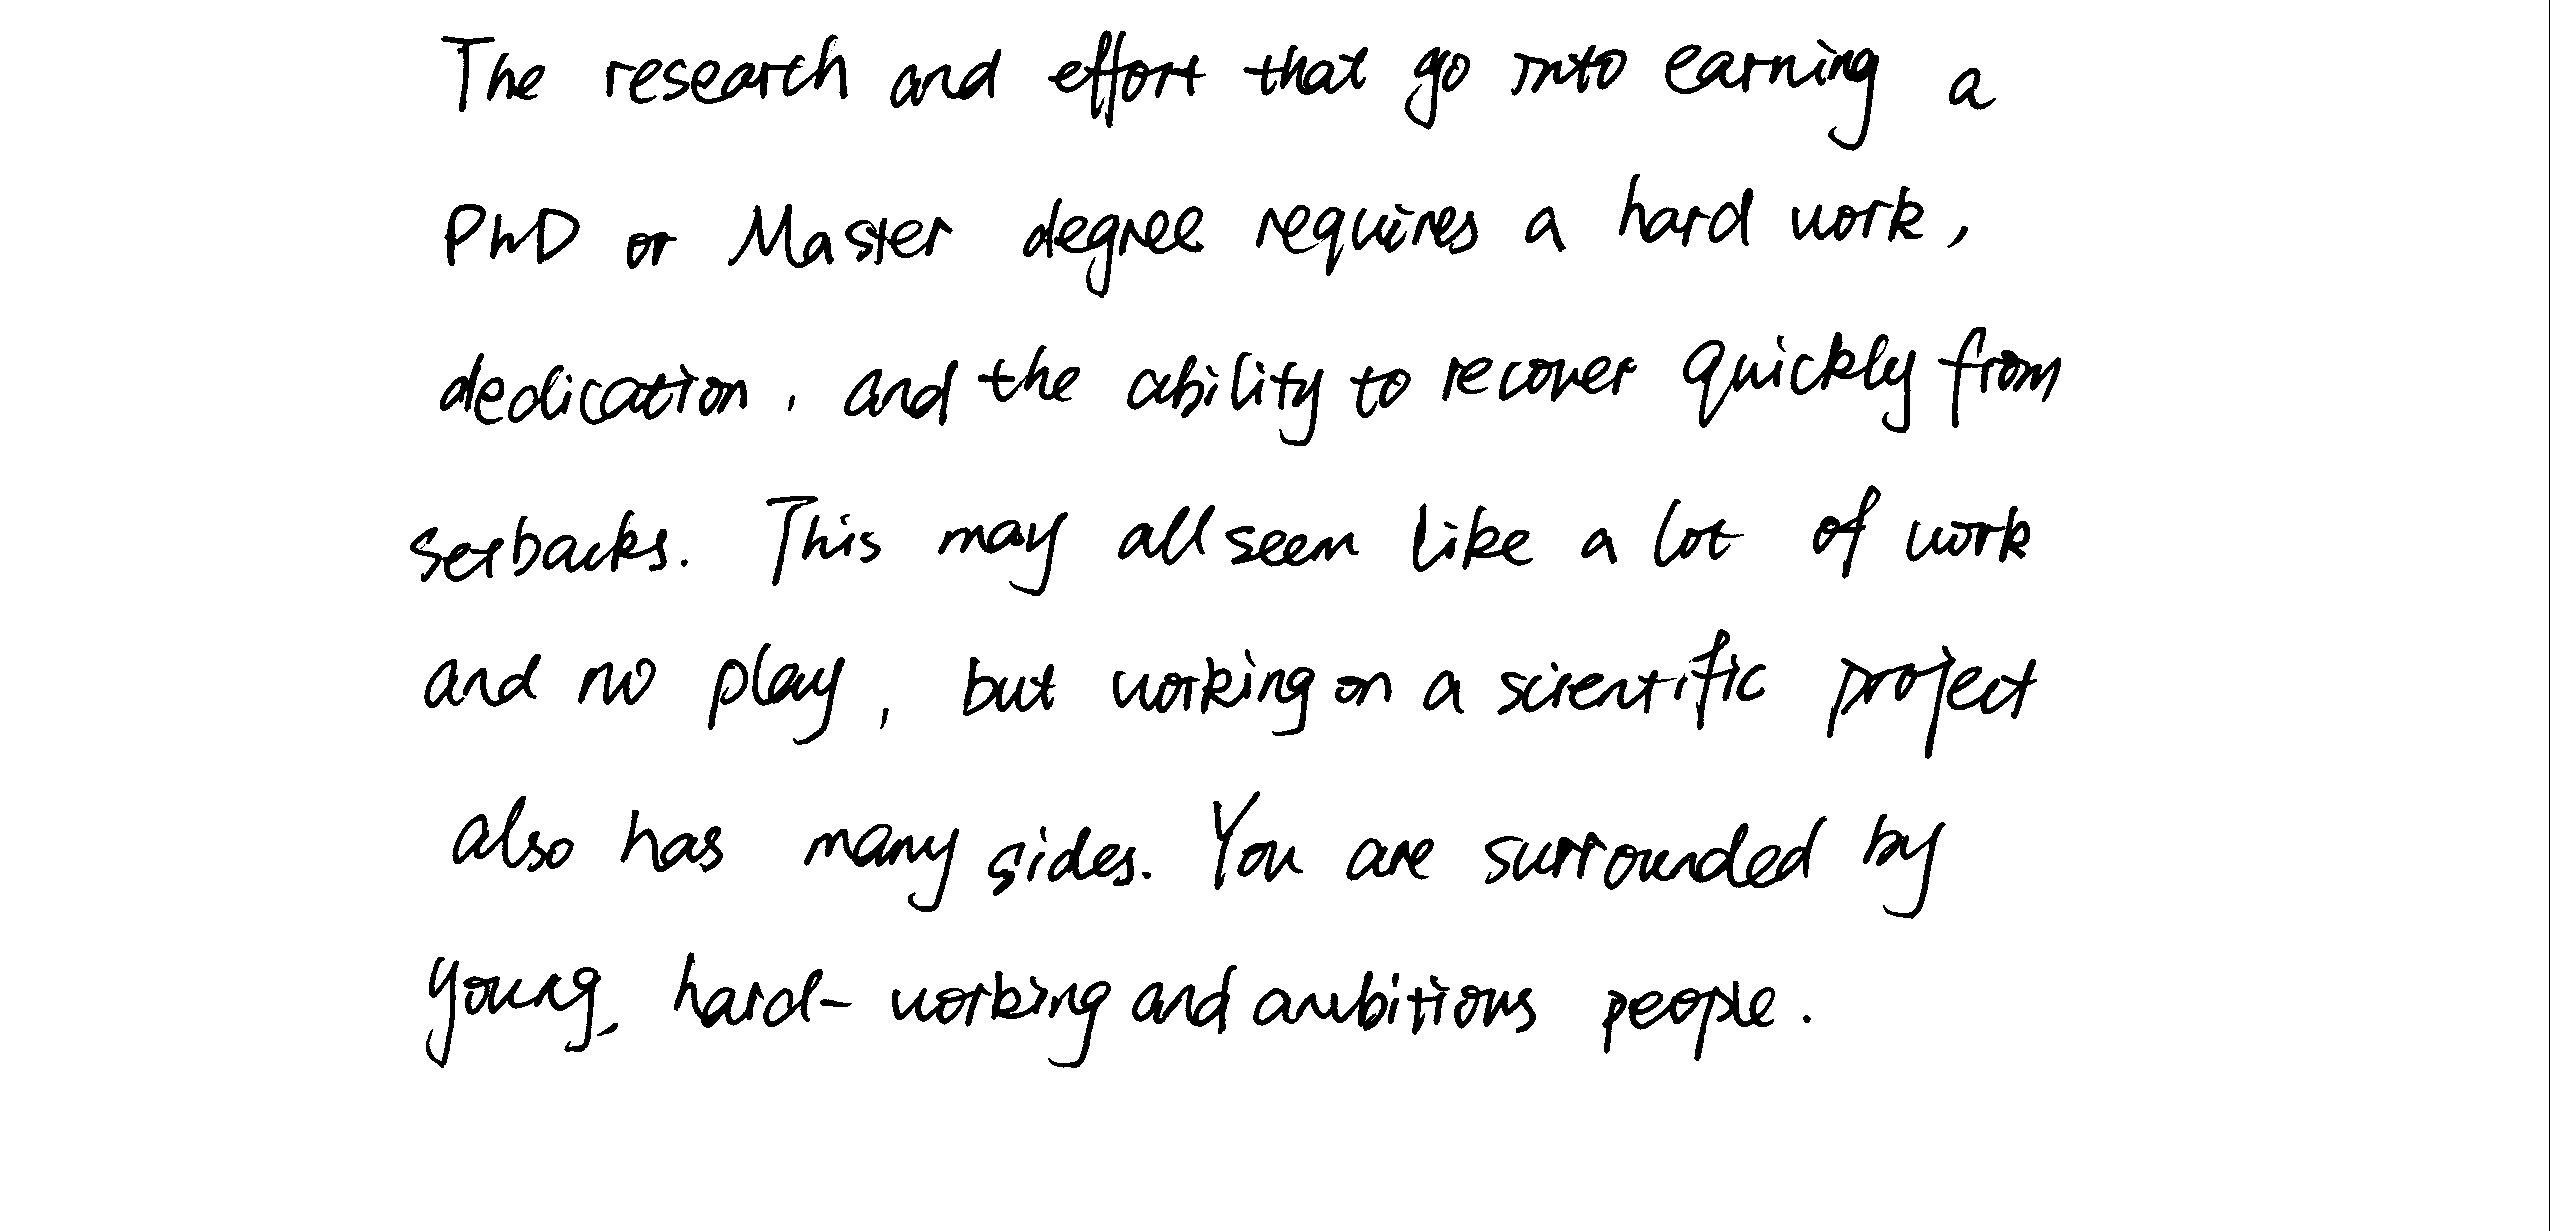 The research and effort that go into earning a
PhD or Master degree requires a hard work,
dedication, and the ability to recover quickly from
setbacks. This may all seem like a lot of work
and no play, but working on a scientific project
also has many sides. You are surrounded by
young, hard-working and ambitious people.